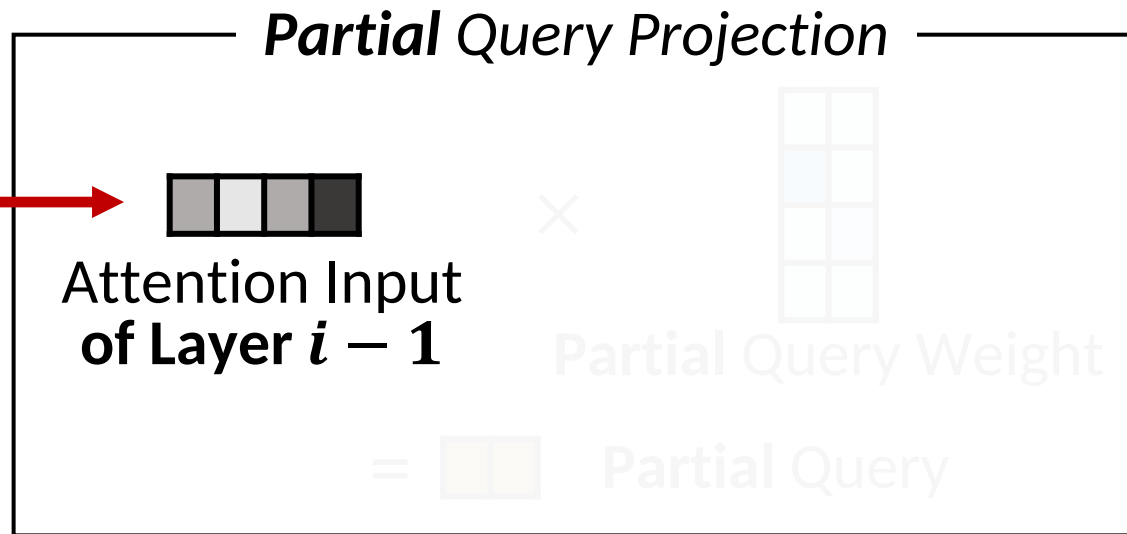 Partial Query Projection
×
Attention Input
of Layer i − 1
Partial Query Weight
= Partial Query